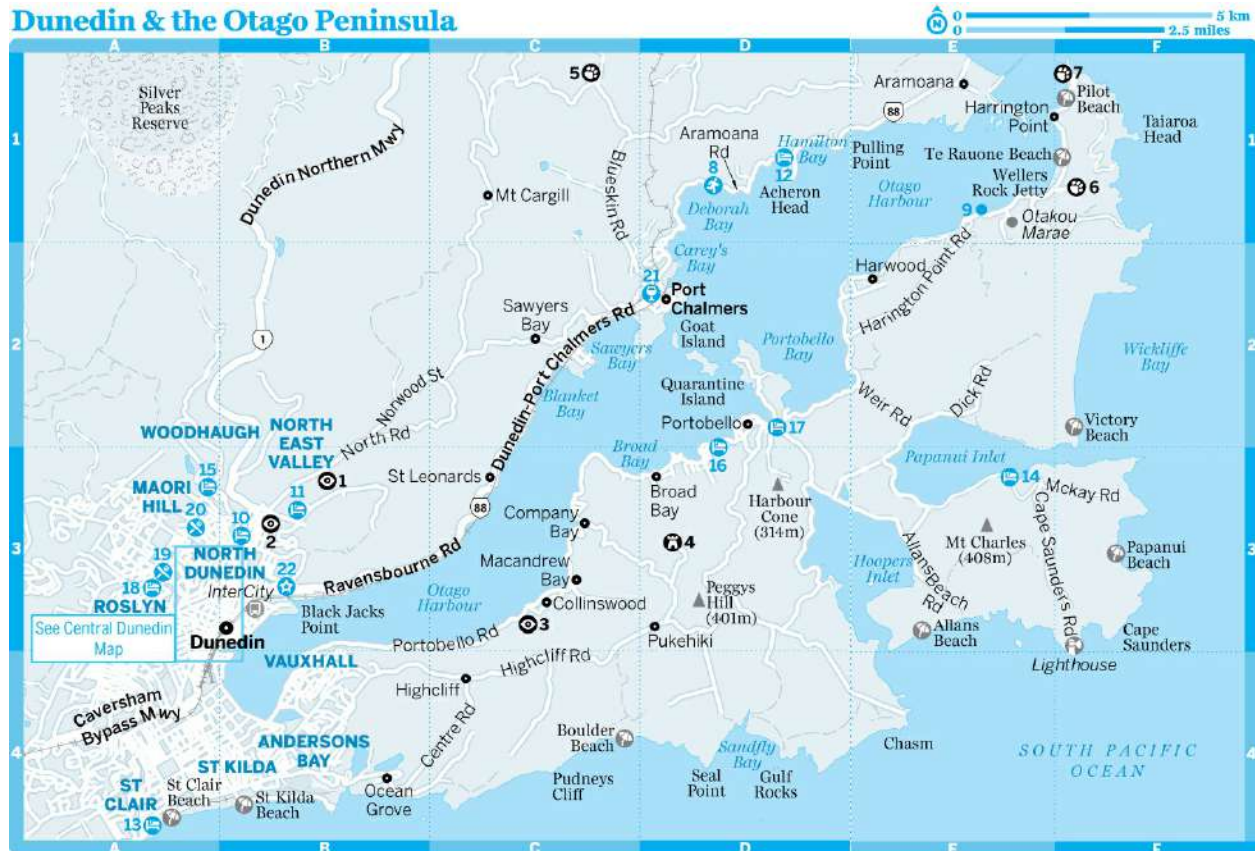 Dunedin & the Otago Peninsula
N
0
5 km
0
2.5 miles
A
B
C
D
E
F
Silver
Peaks
Reserve
5
Aramoana
7
Pilot
Beach
Harrington
Point
88
Taiaroa
Head
1
1
Dunedin Northern Mwy
Blueskin Rd
Aramoana
Rd
Hamilton
Bay
Pulling
Point
Te Rauone Beach
8
12
Acheron
Head
Otago
Harbour
Wellers
Rock Jetty
6
Mt Cargill
Deborah
Bay
9
Otakou
Marae
Carey's
Bay
Harwood
Harington Point Rd
21
Port
Chalmers
Sawyers
Bay
Goat
Island
Portobello
Bay
2
2
1
Sawyers
Bay
Wickliffe
Bay
Dunedin-Port Chalmers Rd
Norwood St
Blanket
Bay
Quarantine
Island
Weir Rd
Dick Rd
North Rd
WOODHAUGH
NORTH
EAST
VALLEY
Portobello
17
Victory
Beach
Broad
Bay
16
Papanui Inlet
15
1
St Leonards
14
MAORI
HILL
11
Broad
Bay
Harbour
Cone
(314m)
Mckay Rd
20
10
2
88
Company
Bay
4
Mt Charles
(408m)
Cape Saunders Rd
3
3
19
NORTH
DUNEDIN
Ravensbourne Rd
Macandrew
Bay
Hoopers
Inlet
Allans Beach
Rd
Papanui
Beach
18
22
InterCity
ROSLYN
Otago
Harbour
Peggys
Hill
(401m)
Collinswood
Black Jacks
Point
See Central Dunedin
Map
Dunedin
3
Portobello Rd
Pukehiki
Allans
Beach
Cape
Saunders
Lighthouse
VAUXHALL
Highcliff Rd
Highcliff
Caversham
Bypass Mwy
Centre Rd
Boulder
Beach
ANDERSONS
BAY
Sandfly
Bay
Chasm
SOUTH PACIFIC
OCEAN
4
4
ST KILDA
ST
CLAIR
St Clair
Beach
St Kilda
Beach
Ocean
Grove
Pudneys
Cliff
Seal
Point
Gulf
Rocks
13
A
B
C
D
E
F